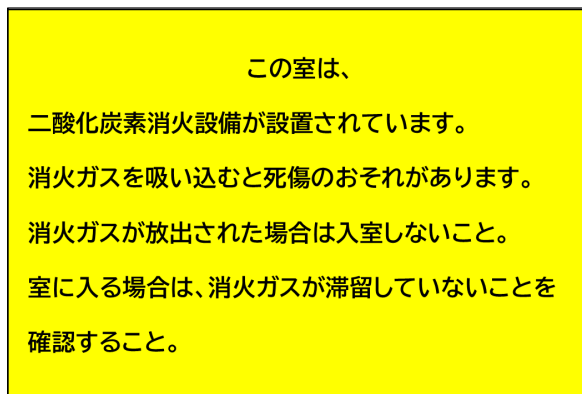 この室は、
二酸化炭素消火設備が設置されています。
消火ガスを吸い込むと死傷のおそれがあります。
消火ガスが放出された場合は入室しないこと。
室に入る場合は、消火ガスが滞留していないことを
確認すること。